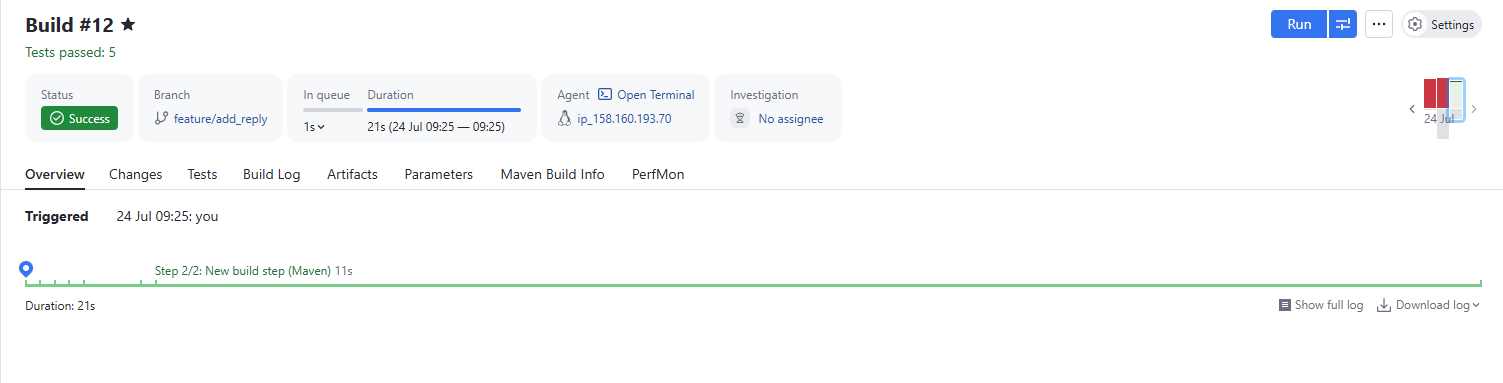 Build #12
Run
Settings
Tests passed: 5
Status
Success
Branch
feature/add_reply
In queue
1s
Duration
21s (24 Jul 09:25 — 09:25)
Agent
Open Terminal
ip_158.160.193.70
Investigation
No assignee
24 Jul
Overview
Changes
Tests
Build Log
Artifacts
Parameters
Maven Build Info
PerfMon
Triggered
24 Jul 09:25: you
Step 2/2: New build step (Maven) 11s
Duration: 21s
Show full log
Download log